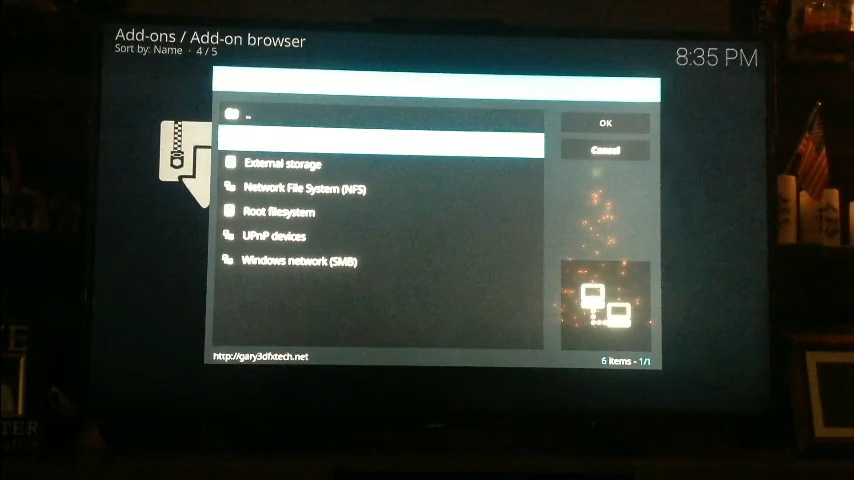 Add-ons / Add-on browser
Sort by: Name · 4 / 5
8:35 PM
..
OK
Cancel
External storage
Network File System (NFS)
Root filesystem
UPnP devices
Windows network (SMB)
http://gary3dfxtech.net
6 items - 1/1
TER